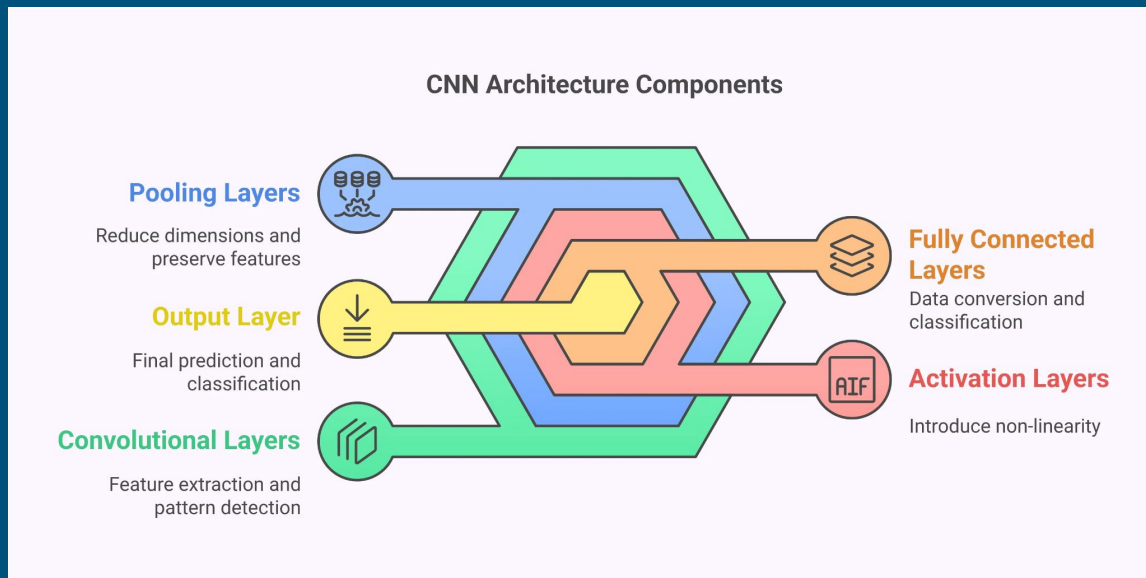 CNN Architecture Components
Pooling Layers
Reduce dimensions and
preserve features
Output Layer
Final prediction and
classification
Convolutional Layers
Feature extraction and
pattern detection
Fully Connected
Layers
Data conversion and
classification
AIF
Activation Layers
Introduce non-linearity